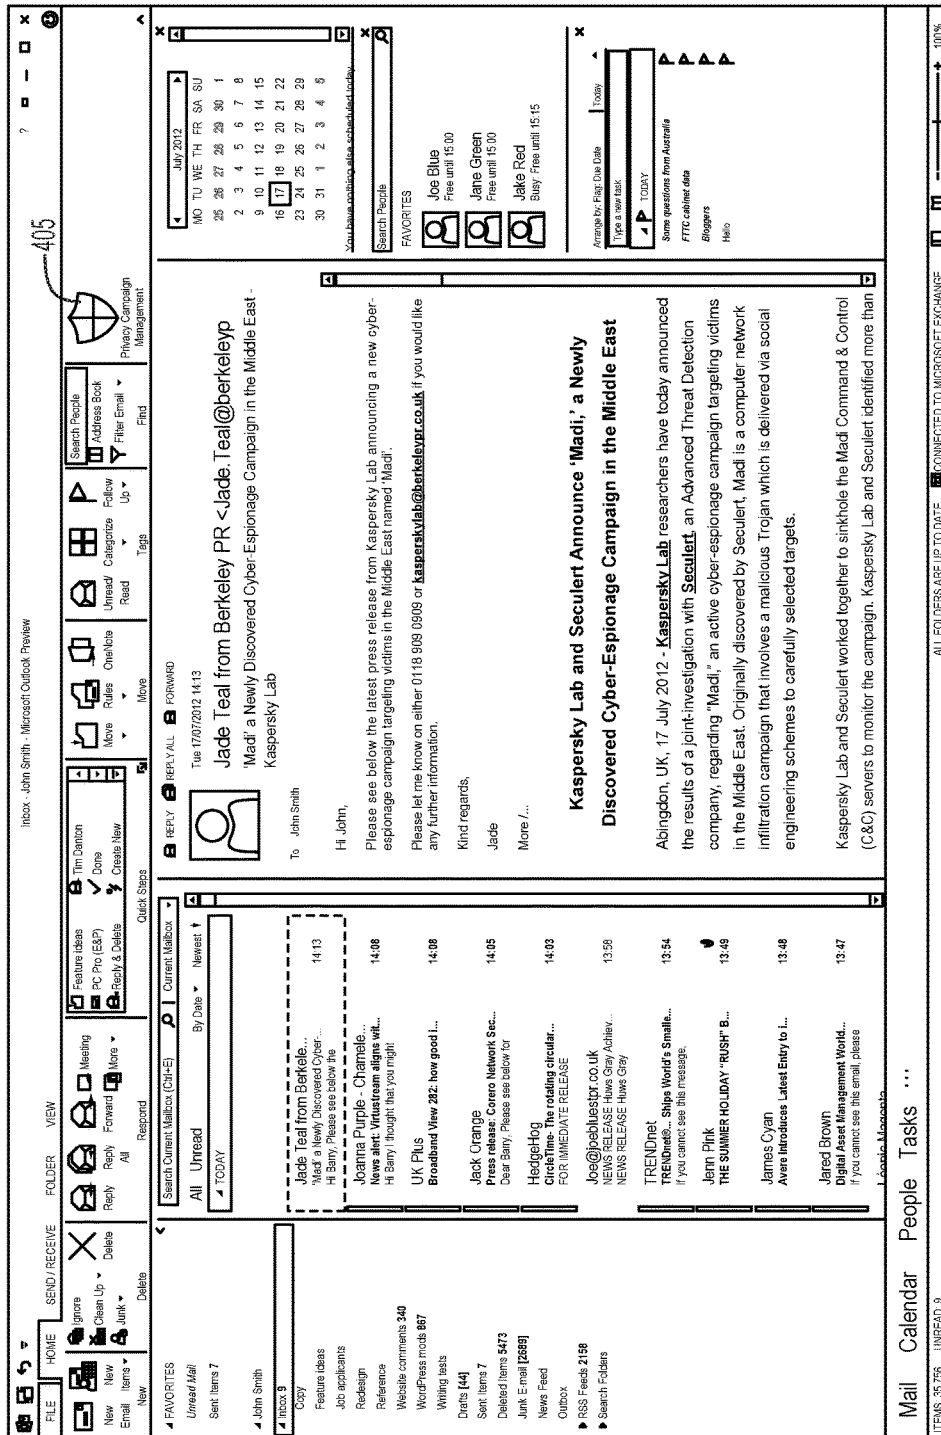 Inbox - John Smith - Microsoft Outlook Preview
?
FILE HOME SEND / RECEIVE FOLDER VIEW
405
New Email
New Items
New
Ignore
Clean Up
Junk
Delete
Delete
Reply
Reply All
Forward
Meeting
More
Respond
Feature ideas
PC Pro (E&P)
Reply & Delete
Tim Danton
Done
Create New
Quick Steps
Move
Rules
OneNote
Move
Unread/ Read
Categorize
Follow Up
Tags
Search People
Address Book
Filter Email
Find
Privacy Campaign
Management
FAVORITES
Unread Mail
Sent Items 7
John Smith
Inbox 9
Copy
Feature ideas
Job applicants
Redesign
Reference
Website comments 340
WordPress mods 867
Writing tests
Drafts [44]
Sent Items 7
Deleted Items 5473
Junk E-mail [2689]
News Feed
Outbox
RSS Feeds 2158
Search Folders
Search Current Mailbox (Ctrl+E) Current Mailbox
All Unread By Date Newest
TODAY
Jade Teal from Berkele...
'Madi' a Newly Discovered Cyber-... 14:13
Hi Barry, Please see below the
Joanna Purple - Chamele...
News alert: Virtustream aligns wit... 14:08
Hi Barry I thought that you might
UK Plus
Broadband View 282: how good i... 14:08
Jack Orange
Press release: Corero Network Sec... 14:05
Dear Barry, Please see below for
HedgeHog
CircleTime- The rotating circular... 14:03
FOR IMMEDIATE RELEASE
Joe@joebluestpr.co.uk
NEWS RELEASE Huws Gray Achiev... 13:58
NEWS RELEASE Huws Gray
TRENDnet
TRENDnet®... Ships World's Smalle... 13:54
If you cannot see this message,
Jenn Pink
THE SUMMER HOLIDAY "RUSH" B... 13:49
James Cyan
Avere Introduces Latest Entry to i... 13:48
Jared Brown
Digital Asset Management World... 13:47
If you cannot see this email, please
Léonie Magenta
REPLY REPLY ALL FORWARD
Tue 17/07/2012 14:13
Jade Teal from Berkeley PR <Jade.Teal@berkeleyp
'Madi' a Newly Discovered Cyber-Espionage Campaign in the Middle East -
Kaspersky Lab
To John Smith
Hi John,
Please see below the latest press release from Kaspersky Lab announcing a new cyber-
espionage campaign targeting victims in the Middle East named 'Madi'.
Please let me know on either 0118 909 0909 or kasperskylab@berkeleypr.co.uk if you would like
any further information.
Kind regards,
Jade
More /...
Kaspersky Lab and Seculert Announce 'Madi,' a Newly
Discovered Cyber-Espionage Campaign in the Middle East
Abingdon, UK, 17 July 2012 - Kaspersky Lab researchers have today announced
the results of a joint-investigation with Seculert, an Advanced Threat Detection
company, regarding "Madi," an active cyber-espionage campaign targeting victims
in the Middle East. Originally discovered by Seculert, Madi is a computer network
infiltration campaign that involves a malicious Trojan which is delivered via social
engineering schemes to carefully selected targets.
Kaspersky Lab and Seculert worked together to sinkhole the Madi Command & Control
(C&C) servers to monitor the campaign. Kaspersky Lab and Seculert identified more than
July 2012
MO TU WE TH FR SA SU
25 26 27 28 29 30 1
2 3 4 5 6 7 8
9 10 11 12 13 14 15
16 17 18 19 20 21 22
23 24 25 26 27 28 29
30 31 1 2 3 4 5
You have nothing else scheduled today
Search People
FAVORITES
Joe Blue
Free until 15:00
Jane Green
Free until 15:00
Jake Red
Busy: Free until 15:15
Arrange by: Flag: Due Date Today
Type a new task
TODAY
Some questions from Australia
FTTC cabinet data
Bloggers
Hello
Mail Calendar People Tasks ...
ITEMS: 35,756 UNREAD: 9 ALL FOLDERS ARE UP TO DATE CONNECTED TO MICROSOFT EXCHANGE 100%